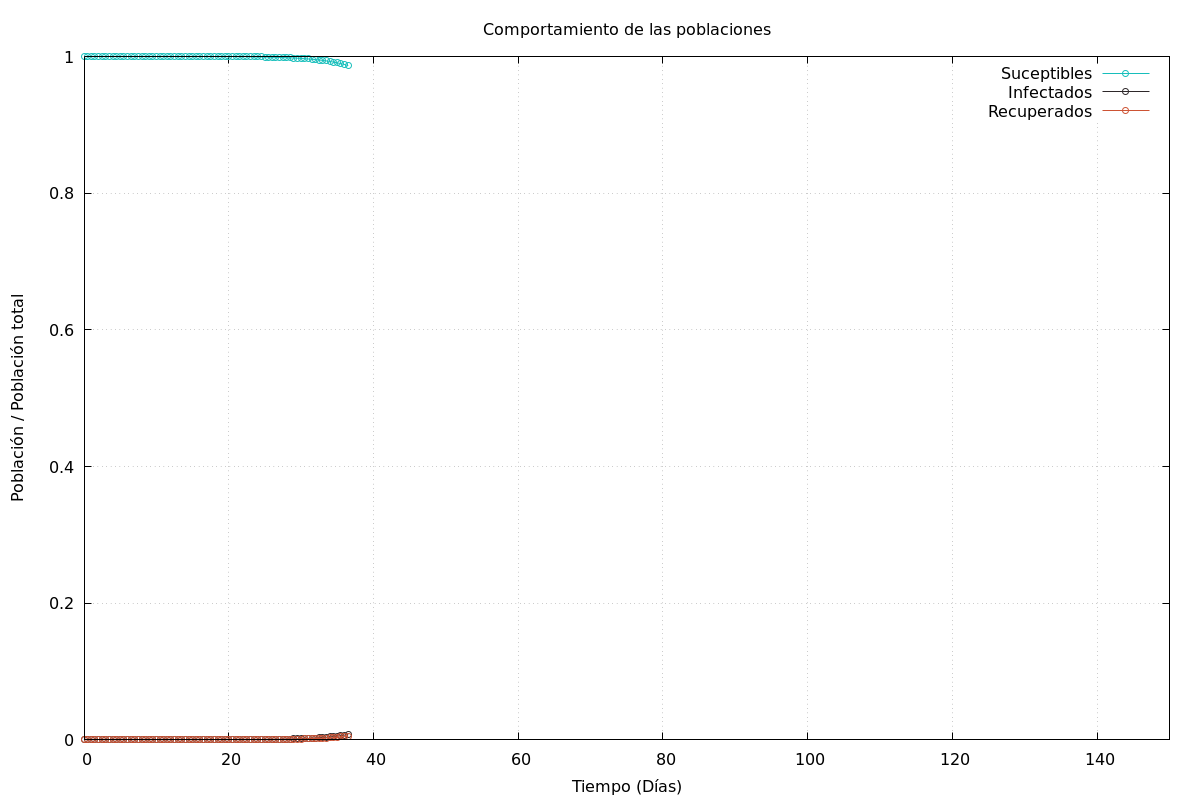 Comportamiento de las poblaciones
Suceptibles
Infectados
Recuperados
1
0.8
0.6
0.4
0.2
0
Población / Población total
0 20 40 60 80 100 120 140
Tiempo (Días)